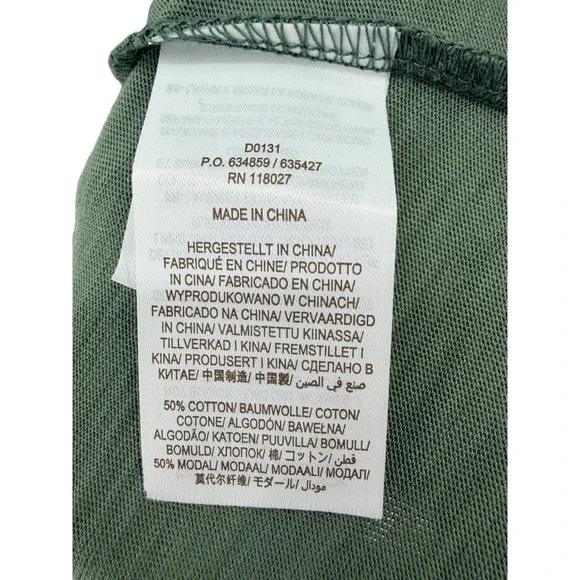 D0131
P.O. 634859 / 635427
RN 118027
MADE IN CHINA
HERGESTELLT IN CHINA/
FABRIQUÉ EN CHINE/ PRODOTTO
IN CINA/ FABRICADO EN CHINA/
WYPRODUKOWANO W CHINACH/
FABRICADO NA CHINA/ VERVAARDIGD
IN CHINA/ VALMISTETTU KIINASSA/
TILLVERKAD I KINA/ FREMSTILLET I
KINA/ PRODUSERT I KINA/ СДЕЛАНО В
КИТАЕ/ 中国制造/ 中国製/ صنع في الصين/
50% COTTON/ BAUMWOLLE/ COTON/
COTONE/ ALGODÓN/ BAWEŁNA/
ALGODÃO/ KATOEN/ PUUVILLA/ BOMULL/
BOMULD/ ХЛОПОК/ 棉/ コットン/ قطن/
50% MODAL/ MODAAL/ MODAALI/ МОДАЛ/
莫代尔纤维/ モダール/ مودال/